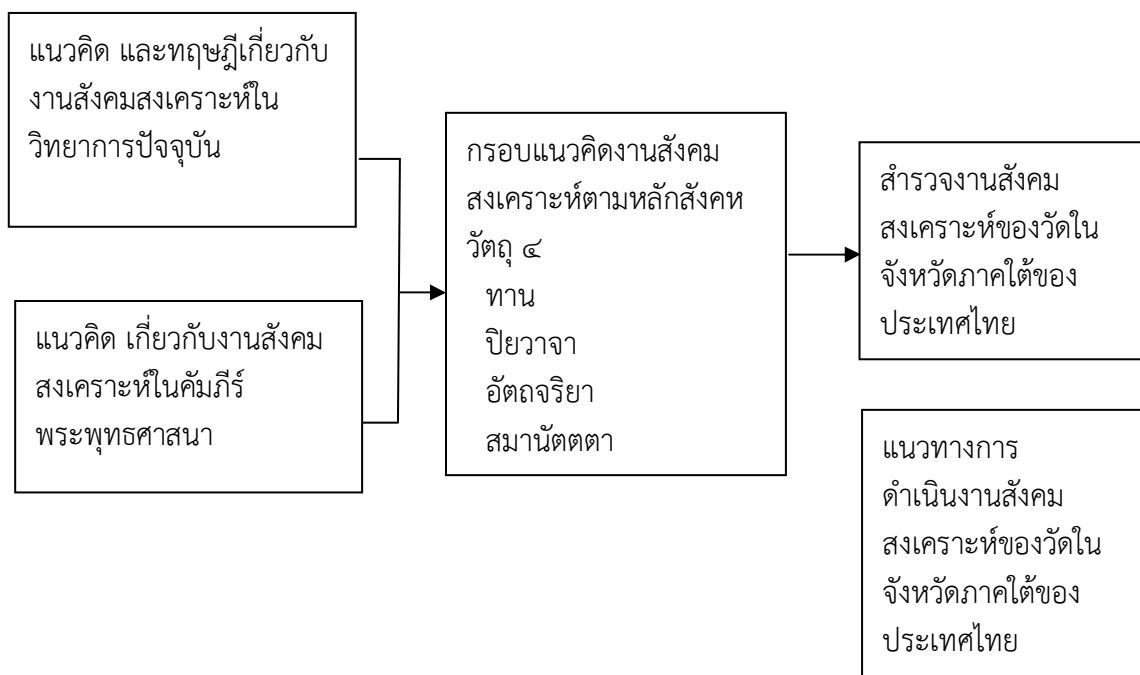 แนวคิด และทฤษฎีเกี่ยวกับ
งานสังคมสงเคราะห์ใน
วิทยาการปัจจุบัน
แนวคิด เกี่ยวกับงานสังคม
สงเคราะห์ในคัมภีร์
พระพุทธศาสนา
กรอบแนวคิดงานสังคม
สงเคราะห์ตามหลักสังคห
วัตถุ ๔
ทาน
ปิยวาจา
อัตถจริยา
สมานัตตตา
สำรวจงานสังคม
สงเคราะห์ของวัดใน
จังหวัดภาคใต้ของ
ประเทศไทย
แนวทางการ
ดำเนินงานสังคม
สงเคราะห์ของวัดใน
จังหวัดภาคใต้ของ
ประเทศไทย